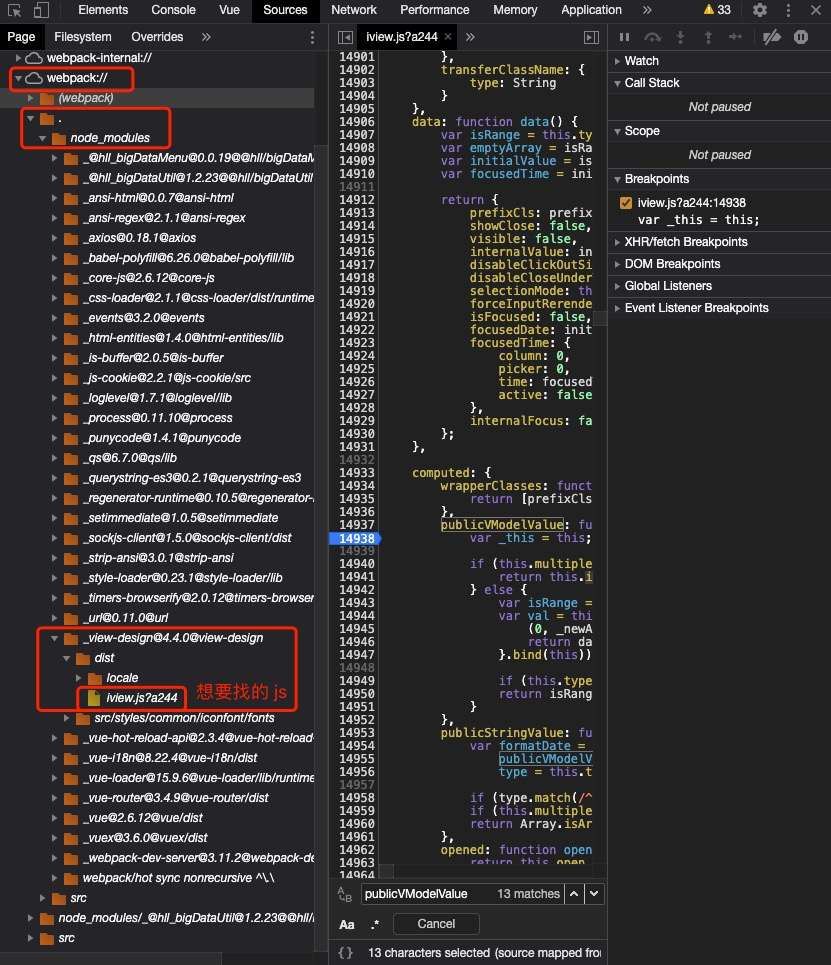 Elements Console Vue Sources Network Performance Memory Application » 33
Page Filesystem Overrides »
webpack-internal://
webpack://
(webpack)
.
node_modules
_@hll_bigDataMenu@0.0.19@@hll/bigDataM
_@hll_bigDataUtil@1.2.23@@hll/bigDataUtil
_ansi-html@0.0.7@ansi-html
_ansi-regex@2.1.1@ansi-regex
_axios@0.18.1@axios
_babel-polyfill@6.26.0@babel-polyfill/lib
_core-js@2.6.12@core-js
_css-loader@2.1.1@css-loader/dist/runtime
_events@3.2.0@events
_html-entities@1.4.0@html-entities/lib
_is-buffer@2.0.5@is-buffer
_js-cookie@2.2.1@js-cookie/src
_loglevel@1.7.1@loglevel/lib
_process@0.11.10@process
_punycode@1.4.1@punycode
_qs@6.7.0@qs/lib
_querystring-es3@0.2.1@querystring-es3
_regenerator-runtime@0.10.5@regenerator-
_setimmediate@1.0.5@setimmediate
_sockjs-client@1.5.0@sockjs-client/dist
_strip-ansi@3.0.1@strip-ansi
_style-loader@0.23.1@style-loader/lib
_timers-browserify@2.0.12@timers-browser
_url@0.11.0@url
_view-design@4.4.0@view-design
dist
locale
iview.js?a244
想要找的 js
src/styles/common/iconfont/fonts
_vue-hot-reload-api@2.3.4@vue-hot-reload-
_vue-i18n@8.22.4@vue-i18n/dist
_vue-loader@15.9.6@vue-loader/lib/runtime
_vue-router@3.4.9@vue-router/dist
_vue@2.6.12@vue/dist
_vuex@3.6.0@vuex/dist
_webpack-dev-server@3.11.2@webpack-de
webpack/hot sync nonrecursive ^\.\
src
node_modules/_@hll_bigDataUtil@1.2.23@@hll/
src
iview.js?a244 × »
14901 },
14902 transferClassName: {
14903 type: String
14904 }
14905 },
14906 data: function data() {
14907 var isRange = this.ty
14908 var emptyArray = isRa
14909 var initialValue = is
14910 var focusedTime = ini
14911
14912 return {
14913 prefixCls: prefix
14914 showClose: false,
14915 visible: false,
14916 internalValue: in
14917 disableClickOutSi
14918 disableCloseUnder
14919 selectionMode: th
14920 forceInputRerende
14921 isFocused: false,
14922 focusedDate: init
14923 focusedTime: {
14924 column: 0,
14925 picker: 0,
14926 time: focused
14927 active: false
14928 },
14929 internalFocus: fa
14930 };
14931 },
14932
14933 computed: {
14934 wrapperClasses: funct
14935 return [prefixCls
14936 },
14937 publicVModelValue: fu
14938 var _this = this;
14939
14940 if (this.multiple
14941 return this.i
14942 } else {
14943 var isRange =
14944 var val = thi
14945 (0, _newA
14946 return da
14947 }.bind(this))
14948
14949 if (this.type
14950 return isRang
14951 }
14952 },
14953 publicStringValue: fu
14954 var formatDate =
14955 publicVModelV
14956 type = this.t
14957
14958 if (type.match(/^
14959 if (this.multiple
14960 return Array.isAr
14961 },
14962 opened: function open
14963 return this.open
14964
publicVModelValue 13 matches
Aa .* Cancel
{ } 13 characters selected (source mapped from
Watch
Call Stack
Not paused
Scope
Not paused
Breakpoints
iview.js?a244:14938
var _this = this;
XHR/fetch Breakpoints
DOM Breakpoints
Global Listeners
Event Listener Breakpoints